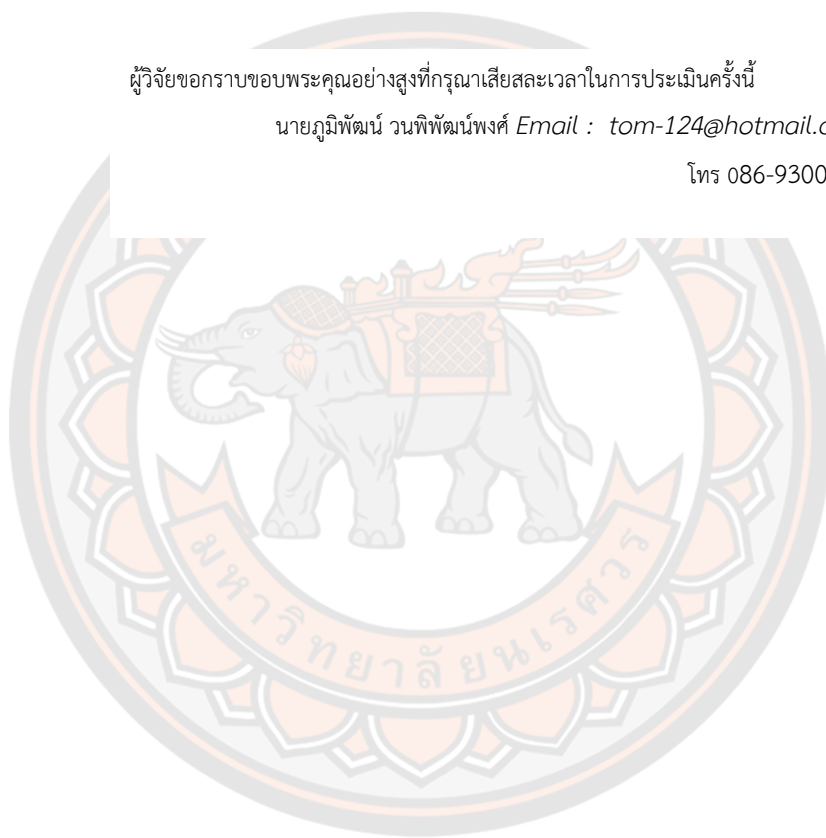 ผู้วิจัยขอกราบขอบพระคุณอย่างสูงที่กรุณาเสียสละเวลาในการประเมินครั้งนี้
นายภูมิพัฒน์ วนพิพัฒน์พงศ์ Email : tom-124@hotmail.c
โทร 086-9300
มหาวิทยาลัยนเรศวร